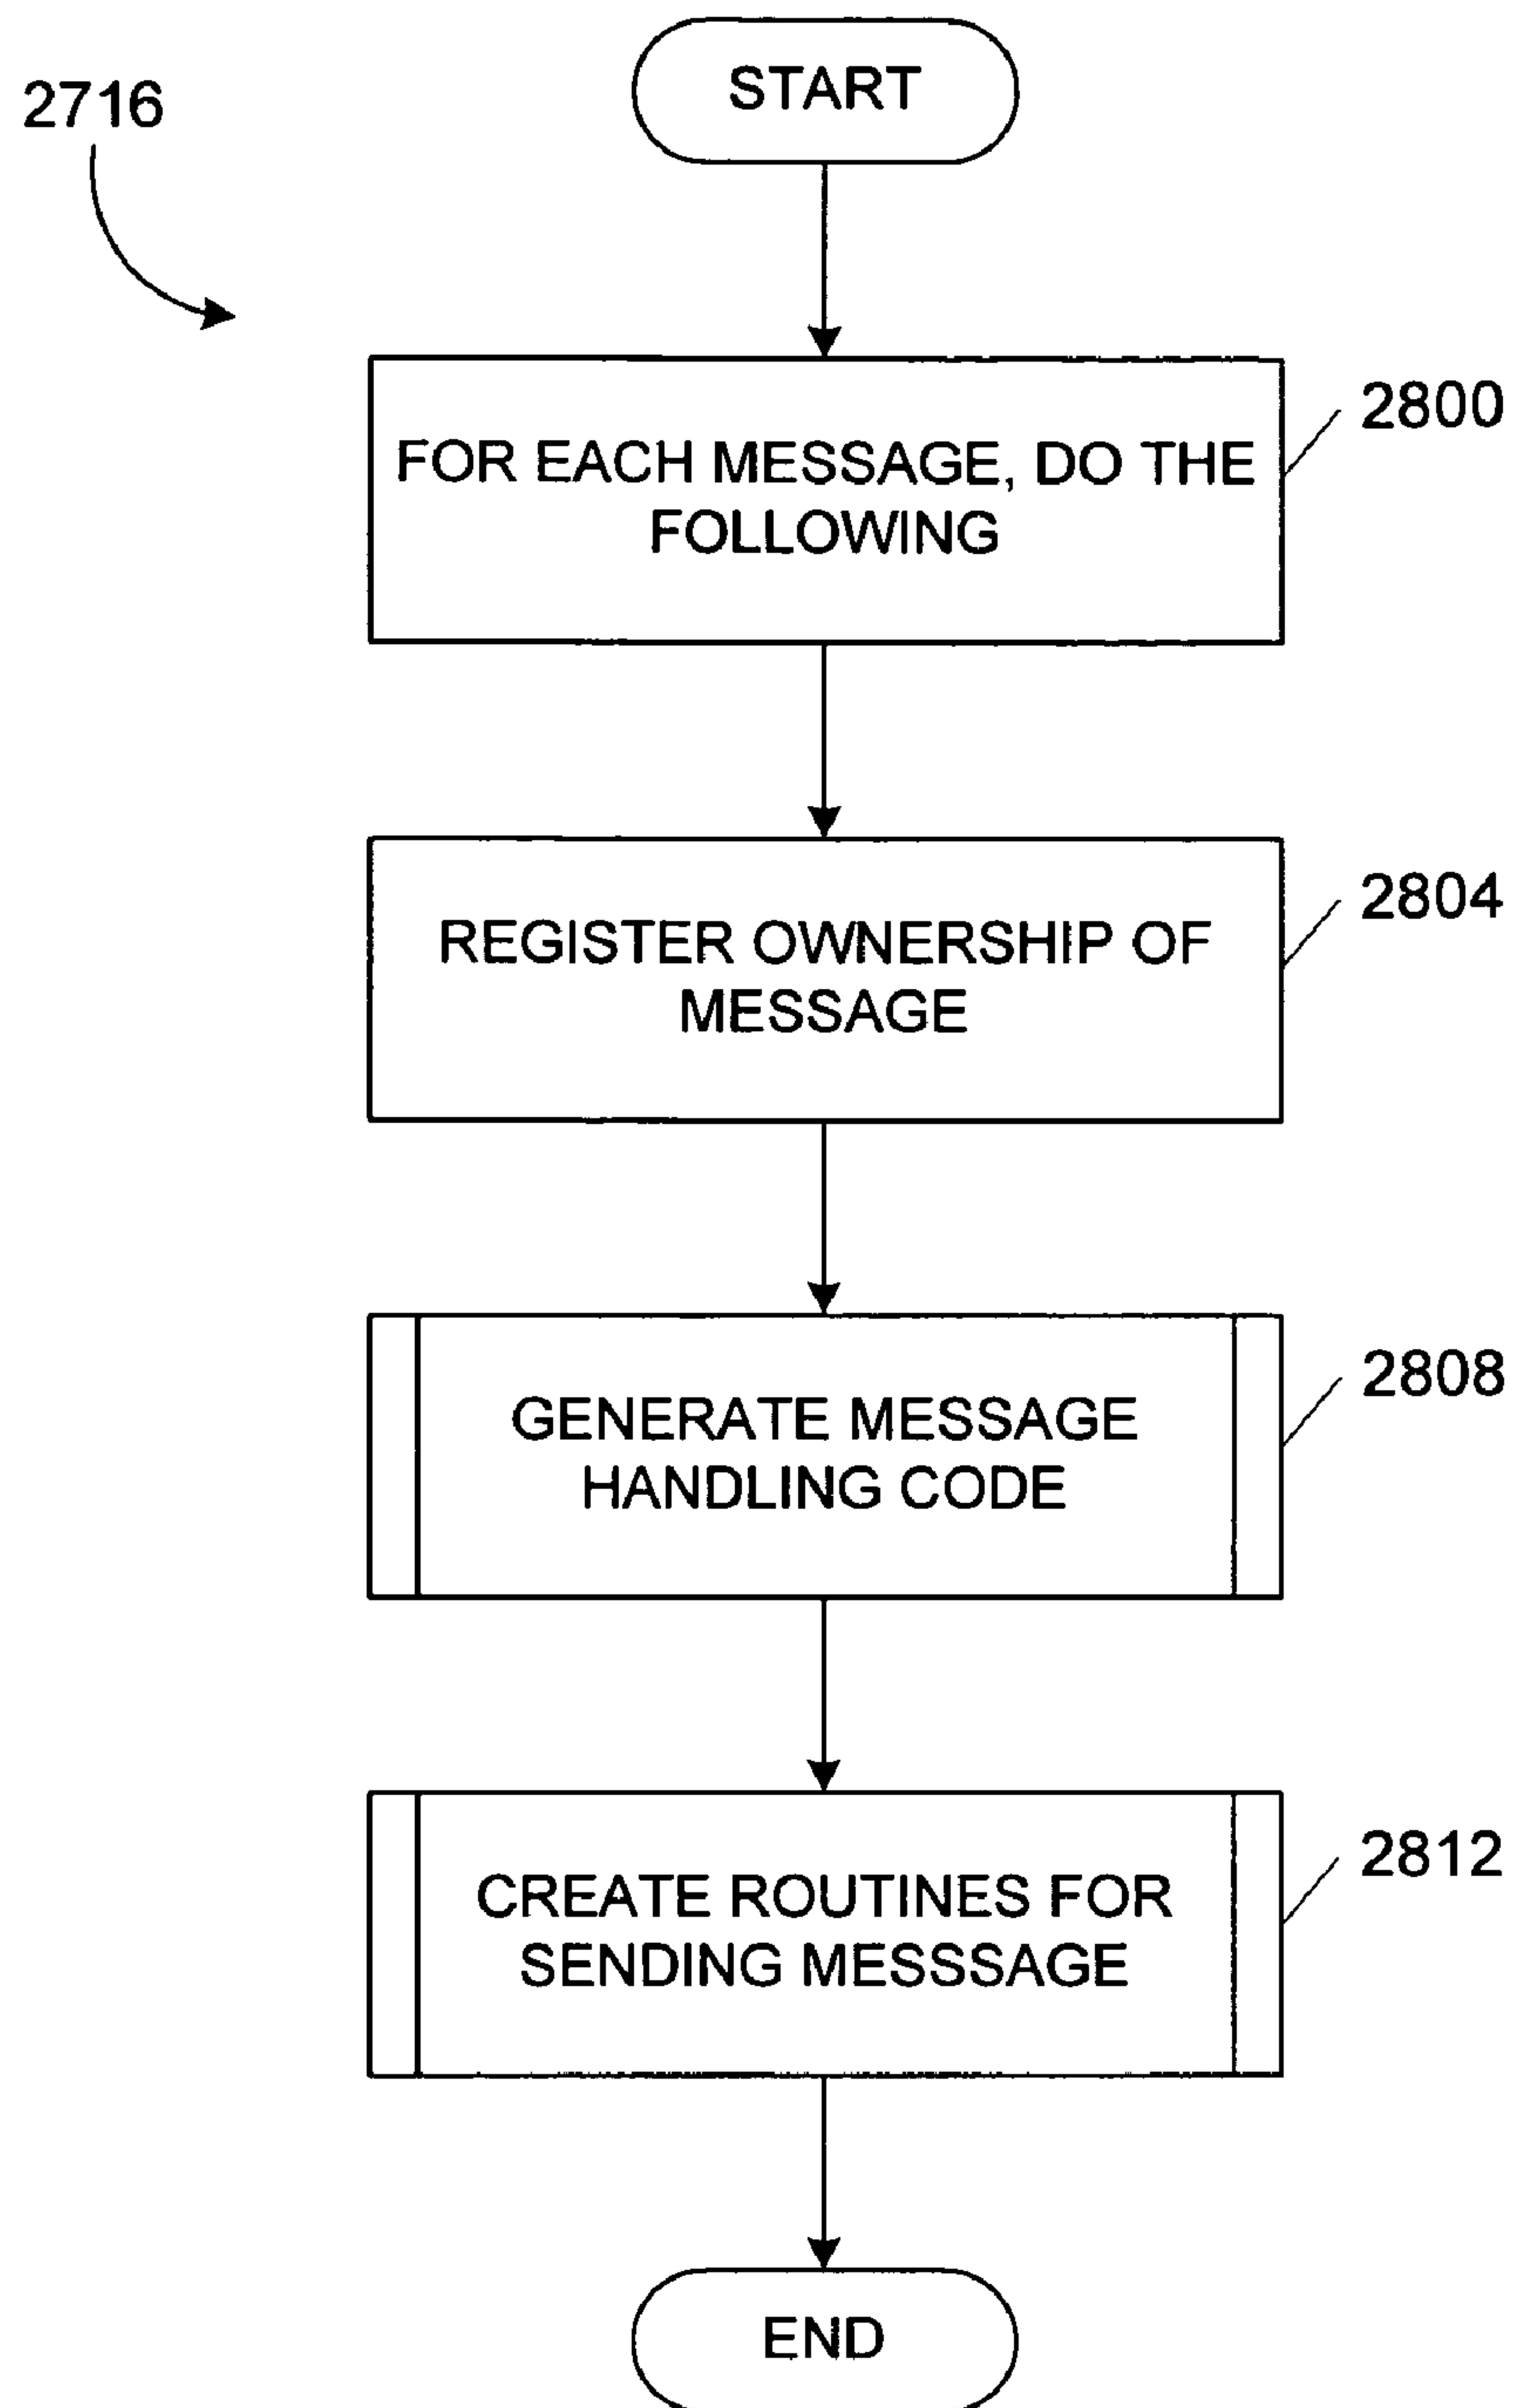 START
2716
FOR EACH MESSAGE, DO THE
FOLLOWING
2800
REGISTER OWNERSHIP OF
MESSAGE
2804
GENERATE MESSAGE
HANDLING CODE
2808
CREATE ROUTINES FOR
SENDING MESSSAGE
2812
END